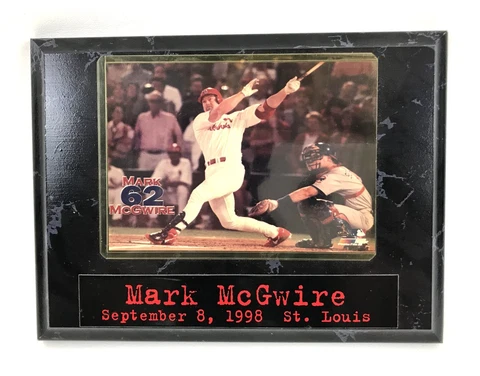 MARK
62
MCGWIRE
Mark McGwire
September 8, 1998 St. Louis